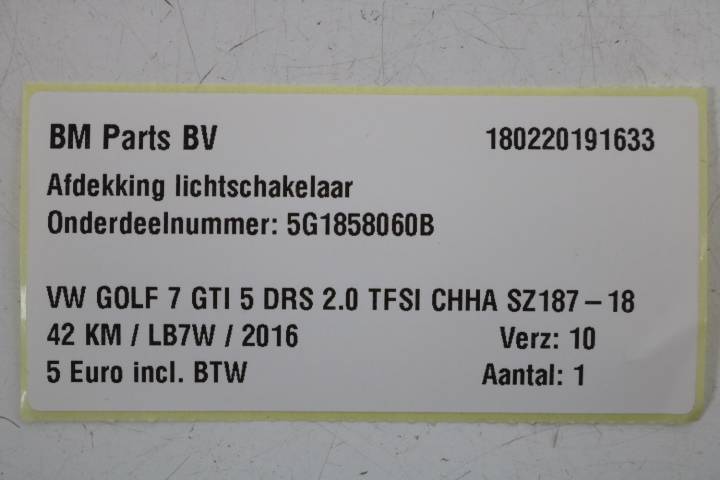 BM Parts BV 180220191633
Afdekking lichtschakelaar
Onderdeelnummer: 5G1858060B
VW GOLF 7 GTI 5 DRS 2.0 TFSI CHHA SZ187 – 18
42 KM / LB7W / 2016 Verz: 10
5 Euro incl. BTW Aantal: 1